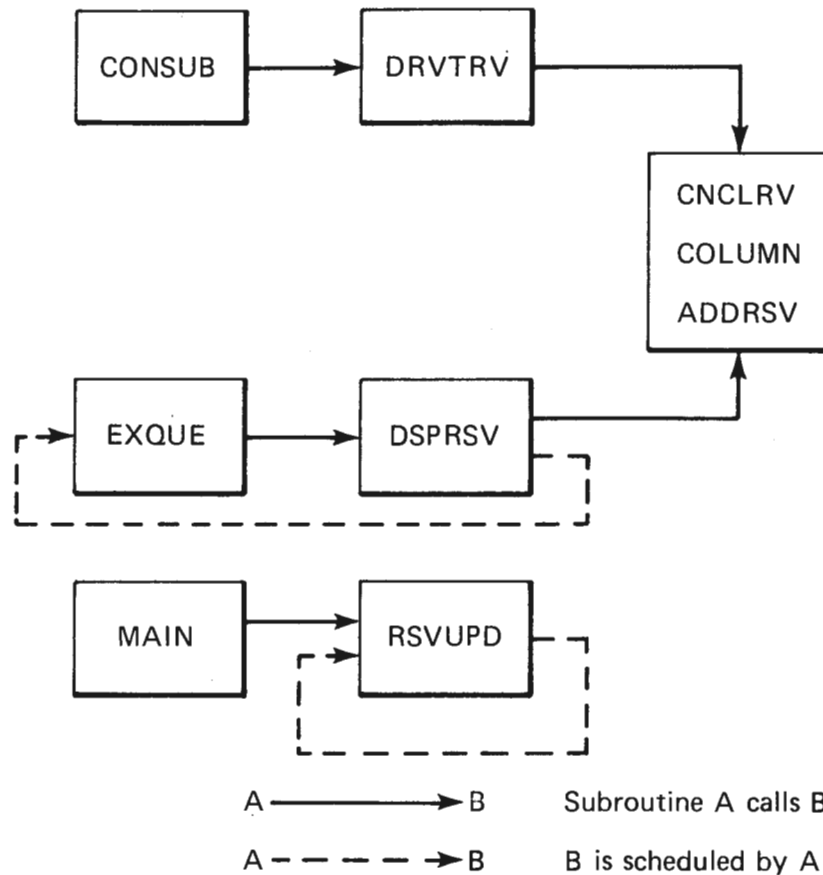 CONSUB
DRVTRV
CNCLRV
COLUMN
ADDRSV
EXQUE
DSPRSV
MAIN
RSVUPD
A B Subroutine A calls B
A B B is scheduled by A